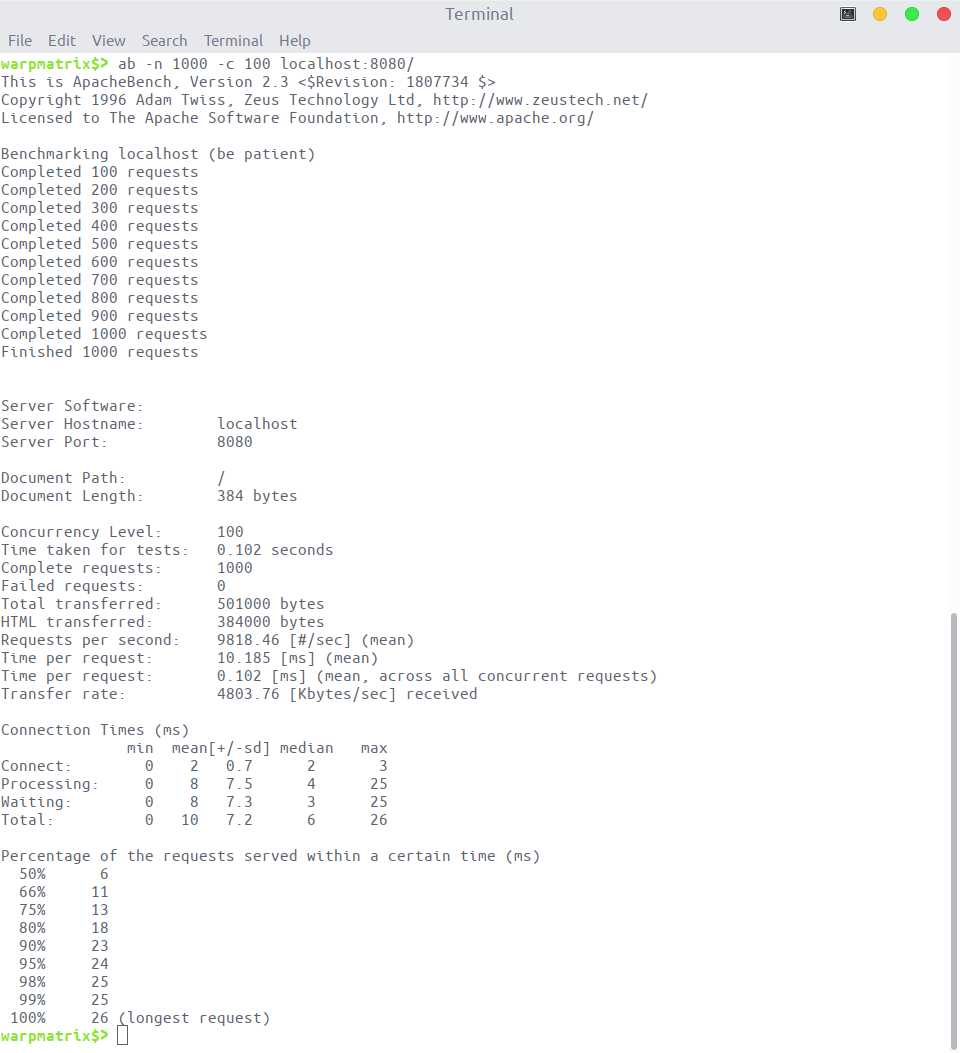 Terminal
File Edit View Search Terminal Help
warpmatrix$> ab -n 1000 -c 100 localhost:8080/
This is ApacheBench, Version 2.3 <$Revision: 1807734 $>
Copyright 1996 Adam Twiss, Zeus Technology Ltd, http://www.zeustech.net/
Licensed to The Apache Software Foundation, http://www.apache.org/

Benchmarking localhost (be patient)
Completed 100 requests
Completed 200 requests
Completed 300 requests
Completed 400 requests
Completed 500 requests
Completed 600 requests
Completed 700 requests
Completed 800 requests
Completed 900 requests
Completed 1000 requests
Finished 1000 requests


Server Software:
Server Hostname:        localhost
Server Port:            8080

Document Path:          /
Document Length:        384 bytes

Concurrency Level:      100
Time taken for tests:   0.102 seconds
Complete requests:      1000
Failed requests:        0
Total transferred:      501000 bytes
HTML transferred:       384000 bytes
Requests per second:    9818.46 [#/sec] (mean)
Time per request:       10.185 [ms] (mean)
Time per request:       0.102 [ms] (mean, across all concurrent requests)
Transfer rate:          4803.76 [Kbytes/sec] received

Connection Times (ms)
              min  mean[+/-sd] median   max
Connect:        0    2   0.7      2       3
Processing:     0    8   7.5      4      25
Waiting:        0    8   7.3      3      25
Total:          0   10   7.2      6      26

Percentage of the requests served within a certain time (ms)
  50%      6
  66%     11
  75%     13
  80%     18
  90%     23
  95%     24
  98%     25
  99%     25
 100%     26 (longest request)
warpmatrix$>